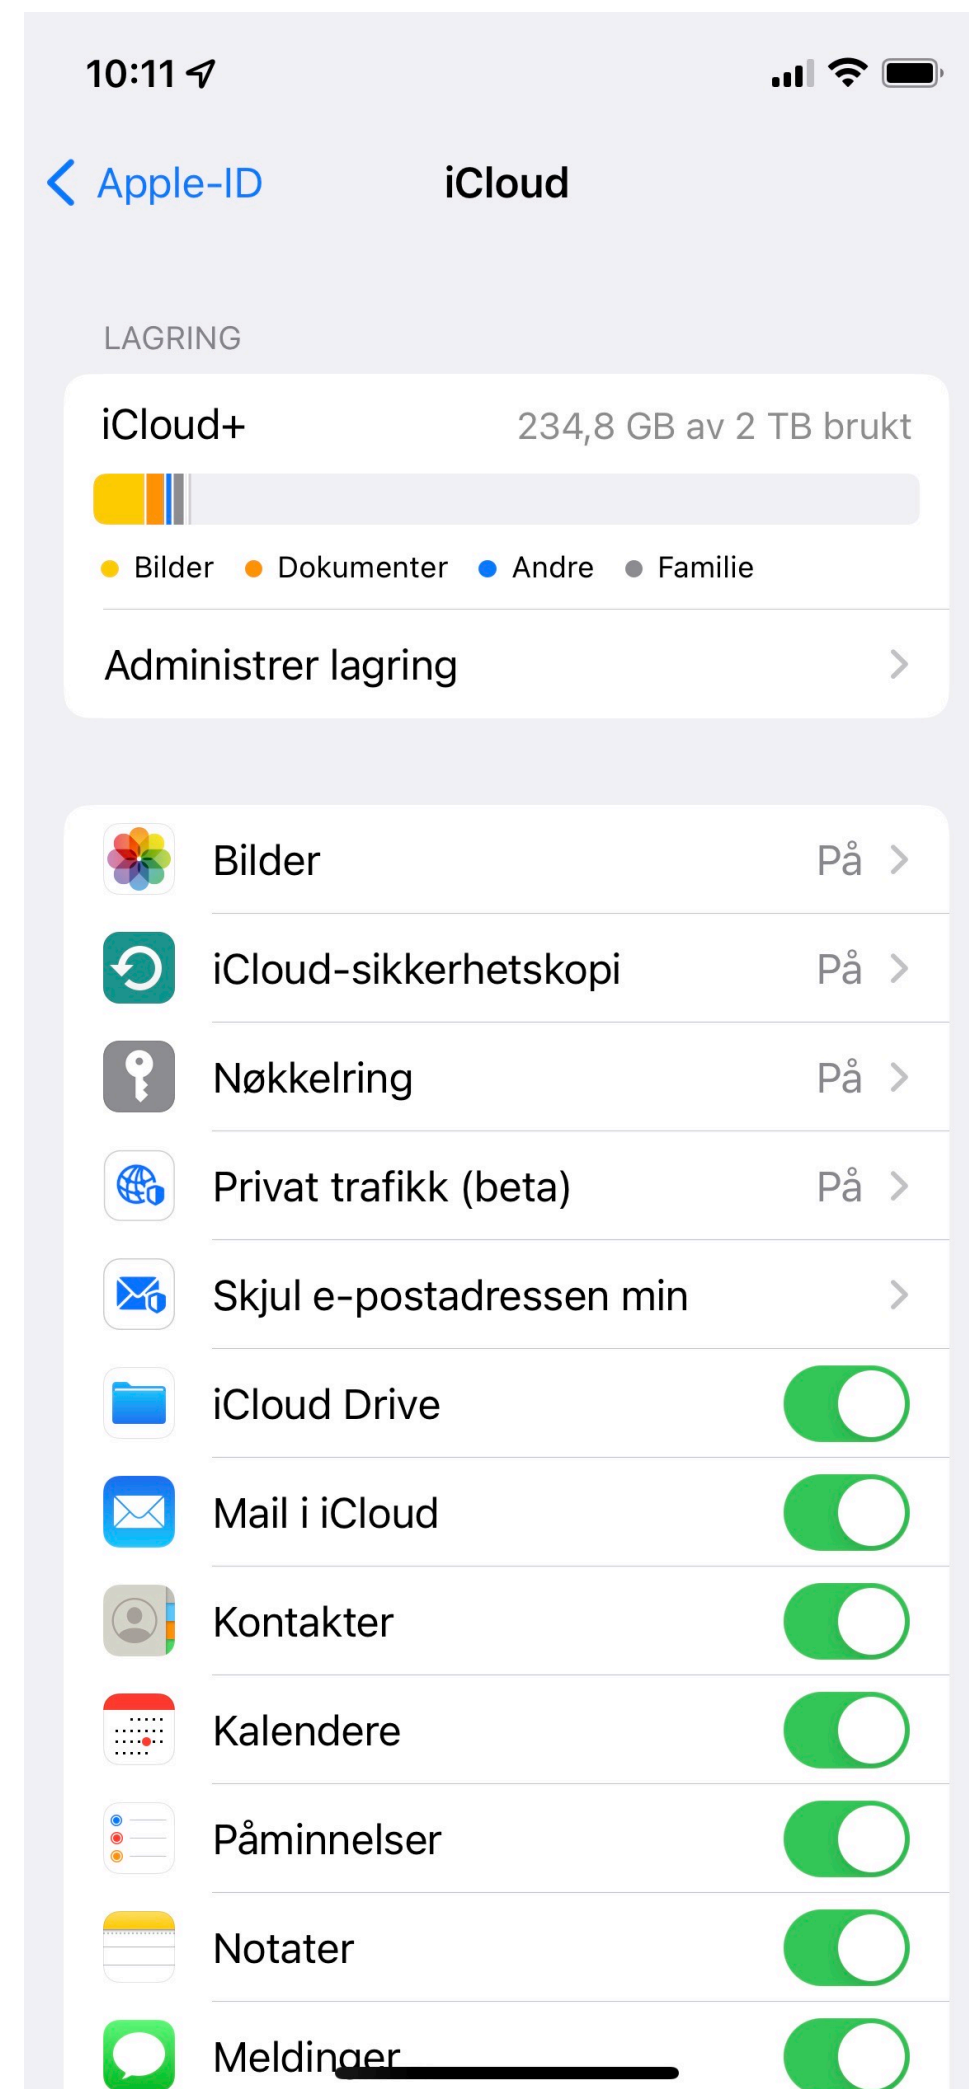 10:11
Apple-ID iCloud
LAGRING
iCloud+ 234,8 GB av 2 TB brukt
Bilder Dokumenter Andre Familie
Administrer lagring
Bilder På
iCloud-sikkerhetskopi På
Nøkkelring På
Privat trafikk (beta) På
Skjul e-postadressen min
iCloud Drive
Mail i iCloud
Kontakter
Kalendere
Påminnelser
Notater
Meldinger